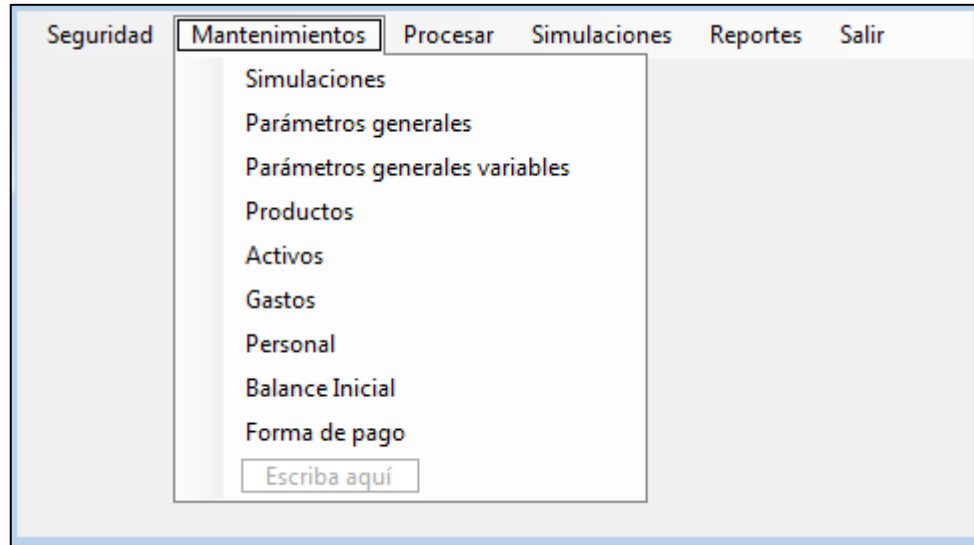 Seguridad Mantenimientos Procesar Simulaciones Reportes Salir
Simulaciones
Parámetros generales
Parámetros generales variables
Productos
Activos
Gastos
Personal
Balance Inicial
Forma de pago
Escriba aquí